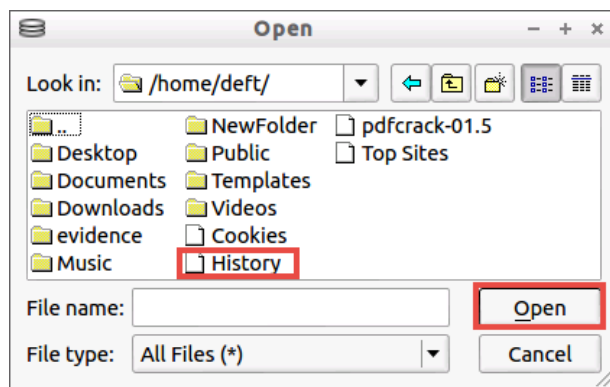 Open
Look in: /home/deft/
.. NewFolder pdfcrack-01.5
Desktop Public Top Sites
Documents Templates
Downloads Videos
evidence Cookies
Music History
File name: Open
File type: All Files (*) Cancel